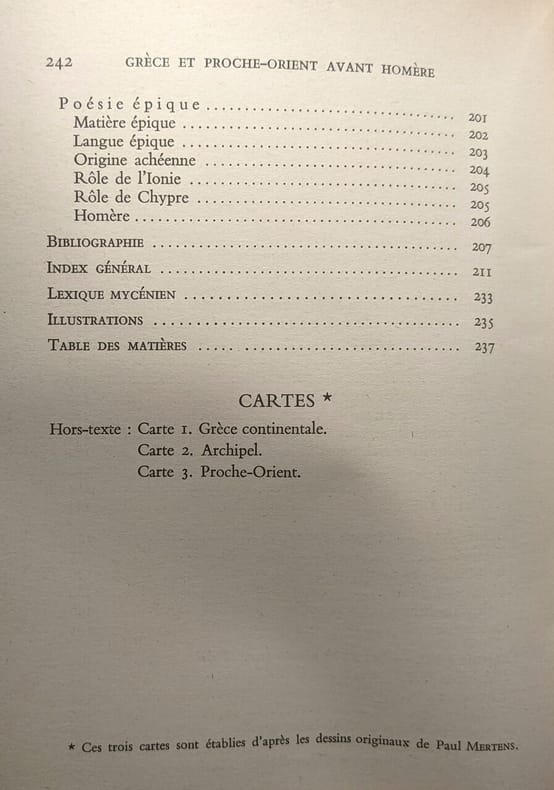 242 GRÈCE ET PROCHE-ORIENT AVANT HOMÈRE
Poésie épique ........................................ 201
Matière épique ........................................ 202
Langue épique ........................................ 203
Origine achéenne ........................................ 204
Rôle de l'Ionie ........................................ 205
Rôle de Chypre ........................................ 205
Homère ........................................ 206
BIBLIOGRAPHIE ........................................ 207
INDEX GÉNÉRAL ........................................ 211
LEXIQUE MYCÉNIEN ........................................ 233
ILLUSTRATIONS ........................................ 235
TABLE DES MATIÈRES ........................................ 237
CARTES *
Hors-texte : Carte 1. Grèce continentale.
Carte 2. Archipel.
Carte 3. Proche-Orient.
* Ces trois cartes sont établies d'après les dessins originaux de Paul MERTENS.